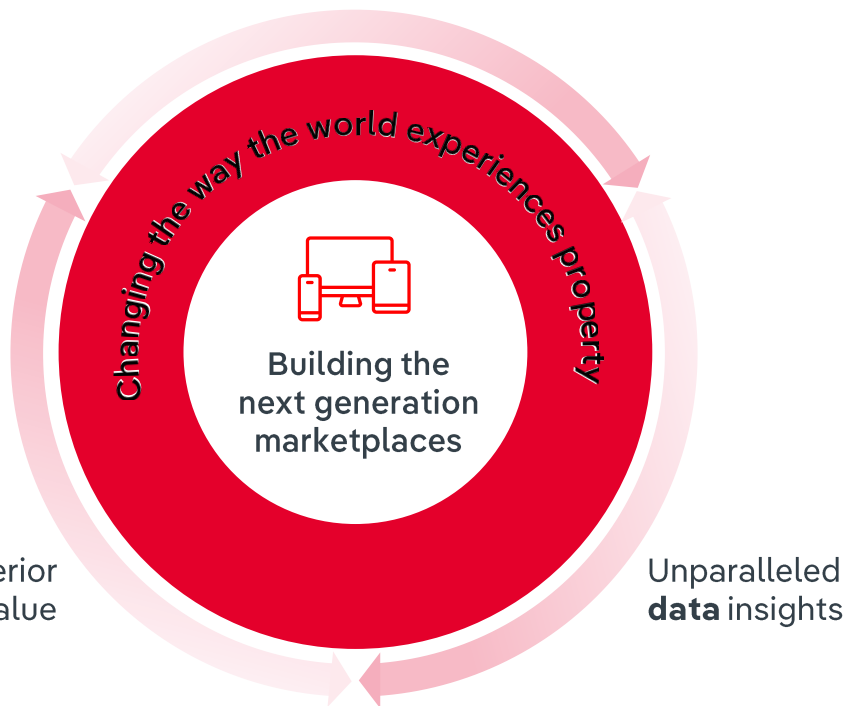 Changing the way the world experiences property
Building the
next generation
marketplaces
erior
alue
Unparalleled
data insights